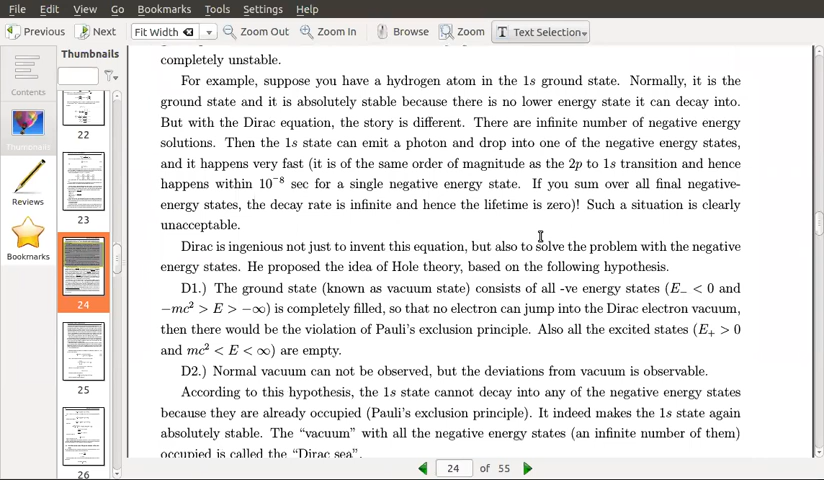 File Edit View Go Bookmarks Tools Settings Help
Previous Next Fit Width Zoom Out Zoom In Browse Zoom Text Selection
Thumbnails
Contents
Thumbnails
Reviews
Bookmarks
22
23
24
25
26
completely unstable.
For example, suppose you have a hydrogen atom in the 1s ground state. Normally, it is the
ground state and it is absolutely stable because there is no lower energy state it can decay into.
But with the Dirac equation, the story is different. There are infinite number of negative energy
solutions. Then the 1s state can emit a photon and drop into one of the negative energy states,
and it happens very fast (it is of the same order of magnitude as the 2p to 1s transition and hence
happens within 10⁻⁸ sec for a single negative energy state. If you sum over all final negative-
energy states, the decay rate is infinite and hence the lifetime is zero)! Such a situation is clearly
unacceptable.
Dirac is ingenious not just to invent this equation, but also to solve the problem with the negative
energy states. He proposed the idea of Hole theory, based on the following hypothesis.
D1.) The ground state (known as vacuum state) consists of all -ve energy states (E₋ < 0 and
−mc² > E > −∞) is completely filled, so that no electron can jump into the Dirac electron vacuum,
then there would be the violation of Pauli's exclusion principle. Also all the excited states (E₊ > 0
and mc² < E < ∞) are empty.
D2.) Normal vacuum can not be observed, but the deviations from vacuum is observable.
According to this hypothesis, the 1s state cannot decay into any of the negative energy states
because they are already occupied (Pauli's exclusion principle). It indeed makes the 1s state again
absolutely stable. The “vacuum” with all the negative energy states (an infinite number of them)
occupied is called the “Dirac sea”.
24 of 55